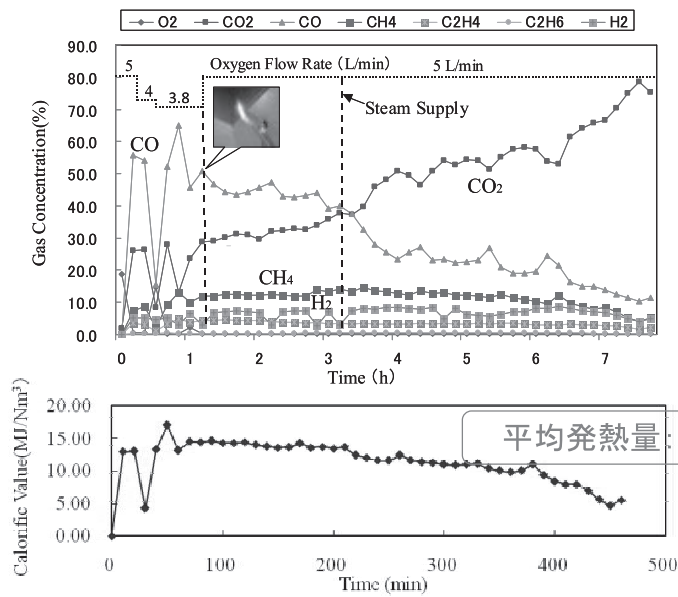 O2 CO2 CO CH4 C2H4 C2H6 H2
Oxygen Flow Rate (L/min)
5 L/min
5
4
3.8
Steam Supply
CO
CO2
CH4
H2
Gas Concentration(%)
90.0
80.0
70.0
60.0
50.0
40.0
30.0
20.0
10.0
0.0
0 1 2 3 4 5 6 7
Time (h)
Calorific Value(MJ/Nm³)
20.00
15.00
10.00
5.00
0.00
平均発熱量:
0 100 200 300 400 500
Time (min)